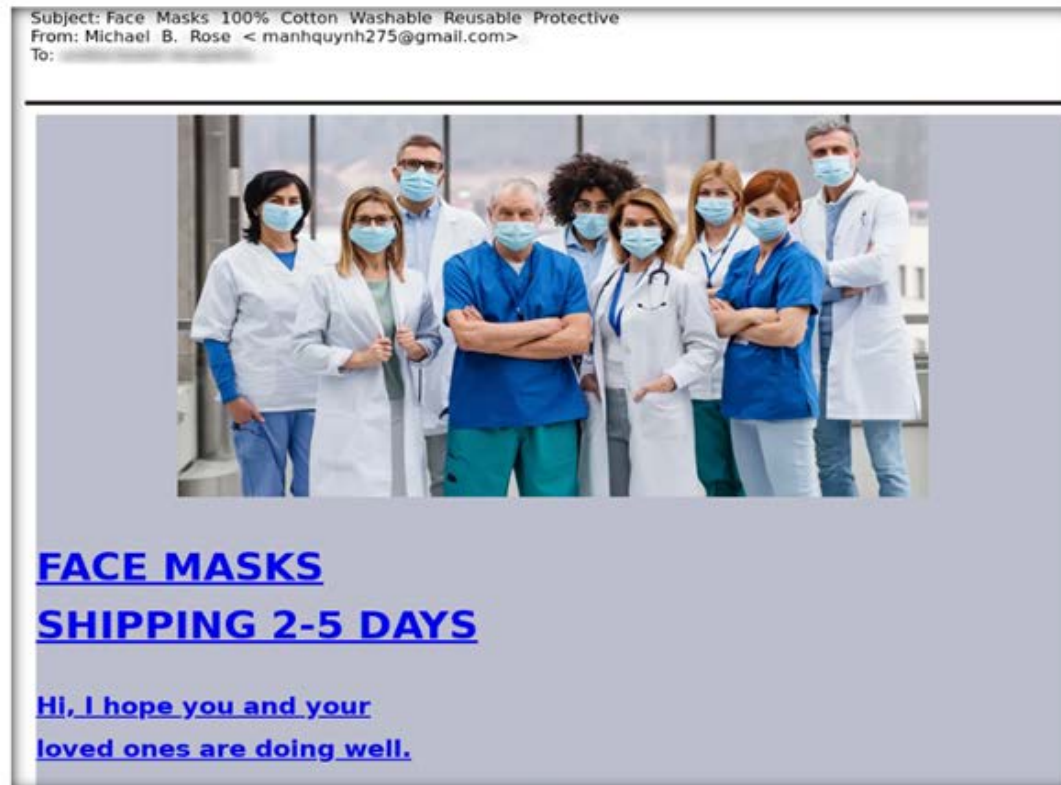 Subject: Face Masks 100% Cotton Washable Reusable Protective
From: Michael B. Rose < manhquynh275@gmail.com>
To:
FACE MASKS
SHIPPING 2-5 DAYS
Hi, I hope you and your
loved ones are doing well.